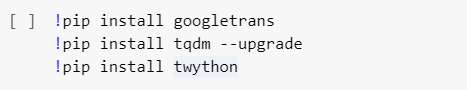 [ ] !pip install googletrans
!pip install tqdm --upgrade
!pip install twython